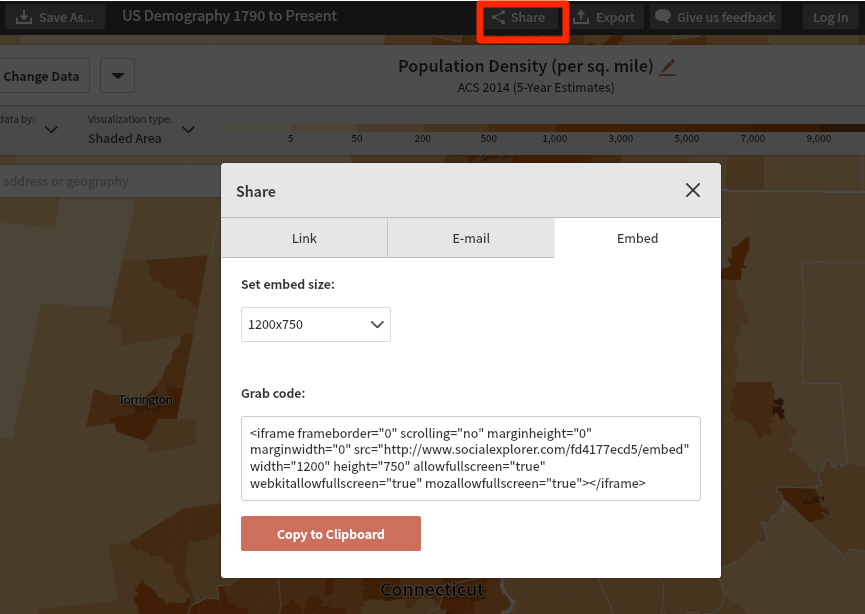 Save As...
US Demography 1790 to Present
Share
Export
Give us feedback
Log In
Change Data
Population Density (per sq. mile)
ACS 2014 (5-Year Estimates)
data by:
Visualization type:
Shaded Area
5 50 200 500 1,000 3,000 5,000 7,000 9,000
address or geography
Share
Link
E-mail
Embed
Set embed size:
1200x750
Grab code:
<iframe frameborder="0" scrolling="no" marginheight="0"
marginwidth="0" src="http://www.socialexplorer.com/fd4177ecd5/embed"
width="1200" height="750" allowfullscreen="true"
webkitallowfullscreen="true" mozallowfullscreen="true"></iframe>
Copy to Clipboard
Torrington
Connecticut